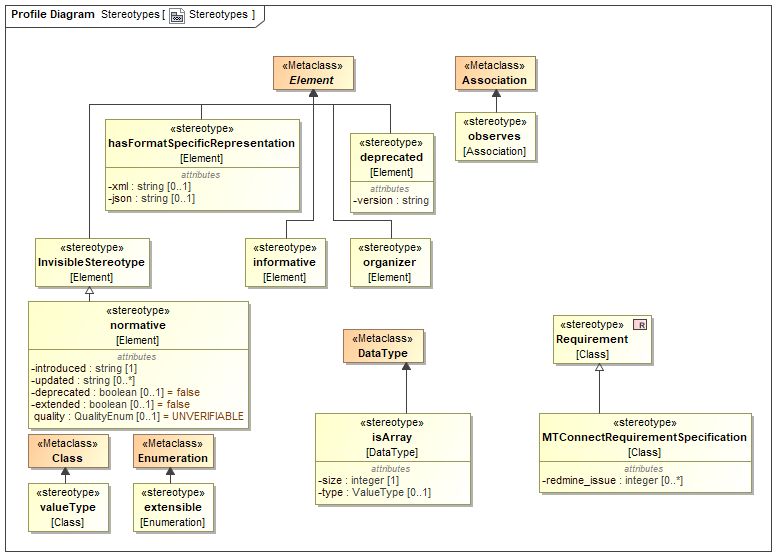 Profile Diagram Stereotypes [ Stereotypes ]
«Metaclass»
Element
«Metaclass»
Association
«stereotype»
hasFormatSpecificRepresentation
[Element]
attributes
-xml : string [0..1]
-json : string [0..1]
«stereotype»
deprecated
[Element]
attributes
-version : string
«stereotype»
observes
[Association]
«stereotype»
InvisibleStereotype
[Element]
«stereotype»
informative
[Element]
«stereotype»
organizer
[Element]
«stereotype»
normative
[Element]
attributes
-introduced : string [1]
-updated : string [0..*]
-deprecated : boolean [0..1] = false
-extended : boolean [0..1] = false
quality : QualityEnum [0..1] = UNVERIFIABLE
«Metaclass»
DataType
«stereotype»
R
Requirement
[Class]
«stereotype»
isArray
[DataType]
attributes
-size : integer [1]
-type : ValueType [0..1]
«stereotype»
MTConnectRequirementSpecification
[Class]
attributes
-redmine_issue : integer [0..*]
«Metaclass»
Class
«Metaclass»
Enumeration
«stereotype»
valueType
[Class]
«stereotype»
extensible
[Enumeration]